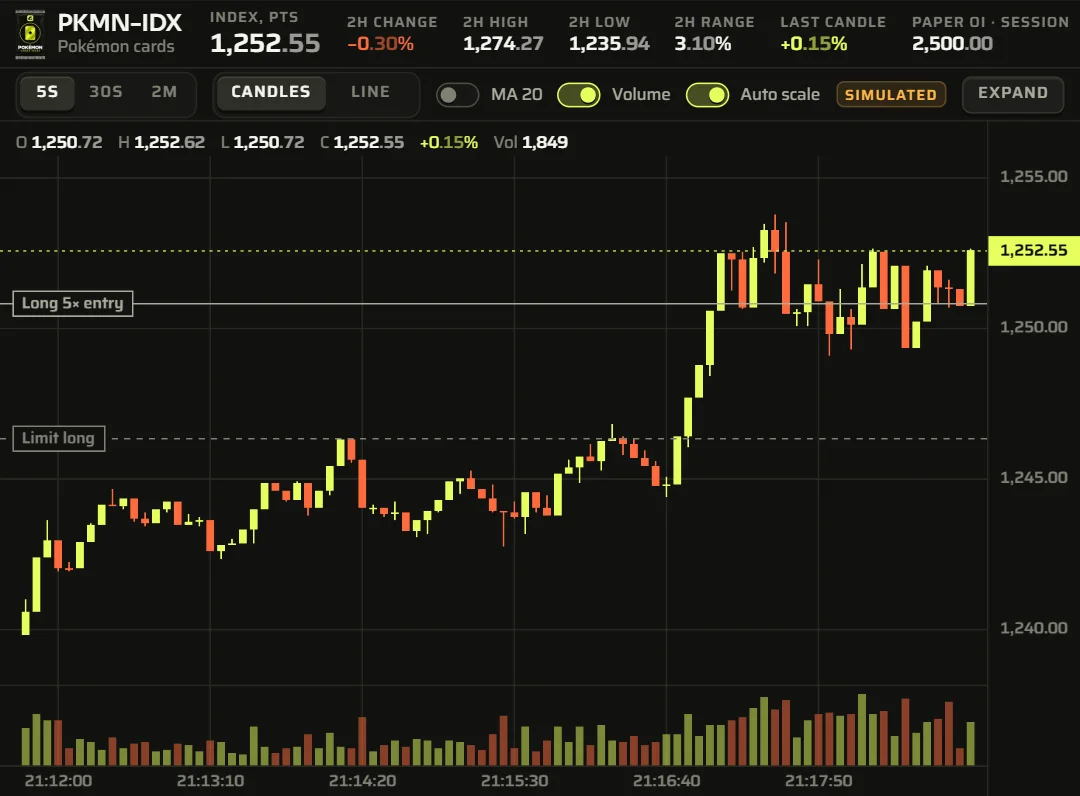 PKMN-IDX
Pokémon cards
INDEX, PTS
1,252.55
2H CHANGE
−0.30%
2H HIGH
1,274.27
2H LOW
1,235.94
2H RANGE
3.10%
LAST CANDLE
+0.15%
PAPER OI · SESSION
2,500.00
5S 30S 2M CANDLES LINE MA 20 Volume Auto scale SIMULATED EXPAND
O 1,250.72 H 1,252.62 L 1,250.72 C 1,252.55 +0.15% Vol 1,849
1,255.00
1,252.55
Long 5× entry
1,250.00
Limit long
1,245.00
1,240.00
21:12:00 21:13:10 21:14:20 21:15:30 21:16:40 21:17:50